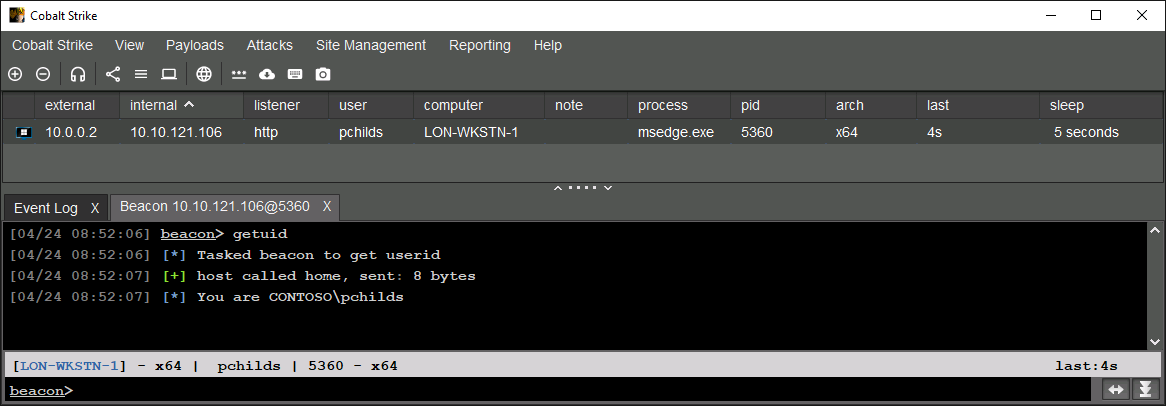 Cobalt Strike
Cobalt Strike View Payloads Attacks Site Management Reporting Help
external internal listener user computer note process pid arch last sleep
10.0.0.2 10.10.121.106 http pchilds LON-WKSTN-1 msedge.exe 5360 x64 4s 5 seconds
Event Log X Beacon 10.10.121.106@5360 X
[04/24 08:52:06] beacon> getuid
[04/24 08:52:06] [*] Tasked beacon to get userid
[04/24 08:52:07] [+] host called home, sent: 8 bytes
[04/24 08:52:07] [*] You are CONTOSO\pchilds
[LON-WKSTN-1] - x64 | pchilds | 5360 - x64 last:4s
beacon>